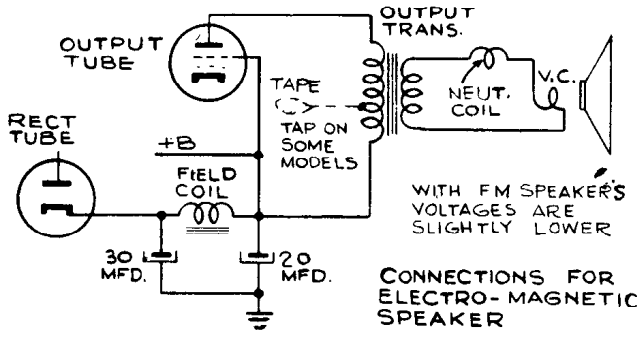 OUTPUT
TRANS.
OUTPUT
TUBE
TAPE
NEUT.
COIL
V.C.
RECT
TUBE
+B
TAP ON
SOME
MODELS
FIELD
COIL
WITH FM SPEAKER'S
VOLTAGES ARE
SLIGHTLY LOWER
30
MFD.
20
MFD.
CONNECTIONS FOR
ELECTRO-MAGNETIC
SPEAKER